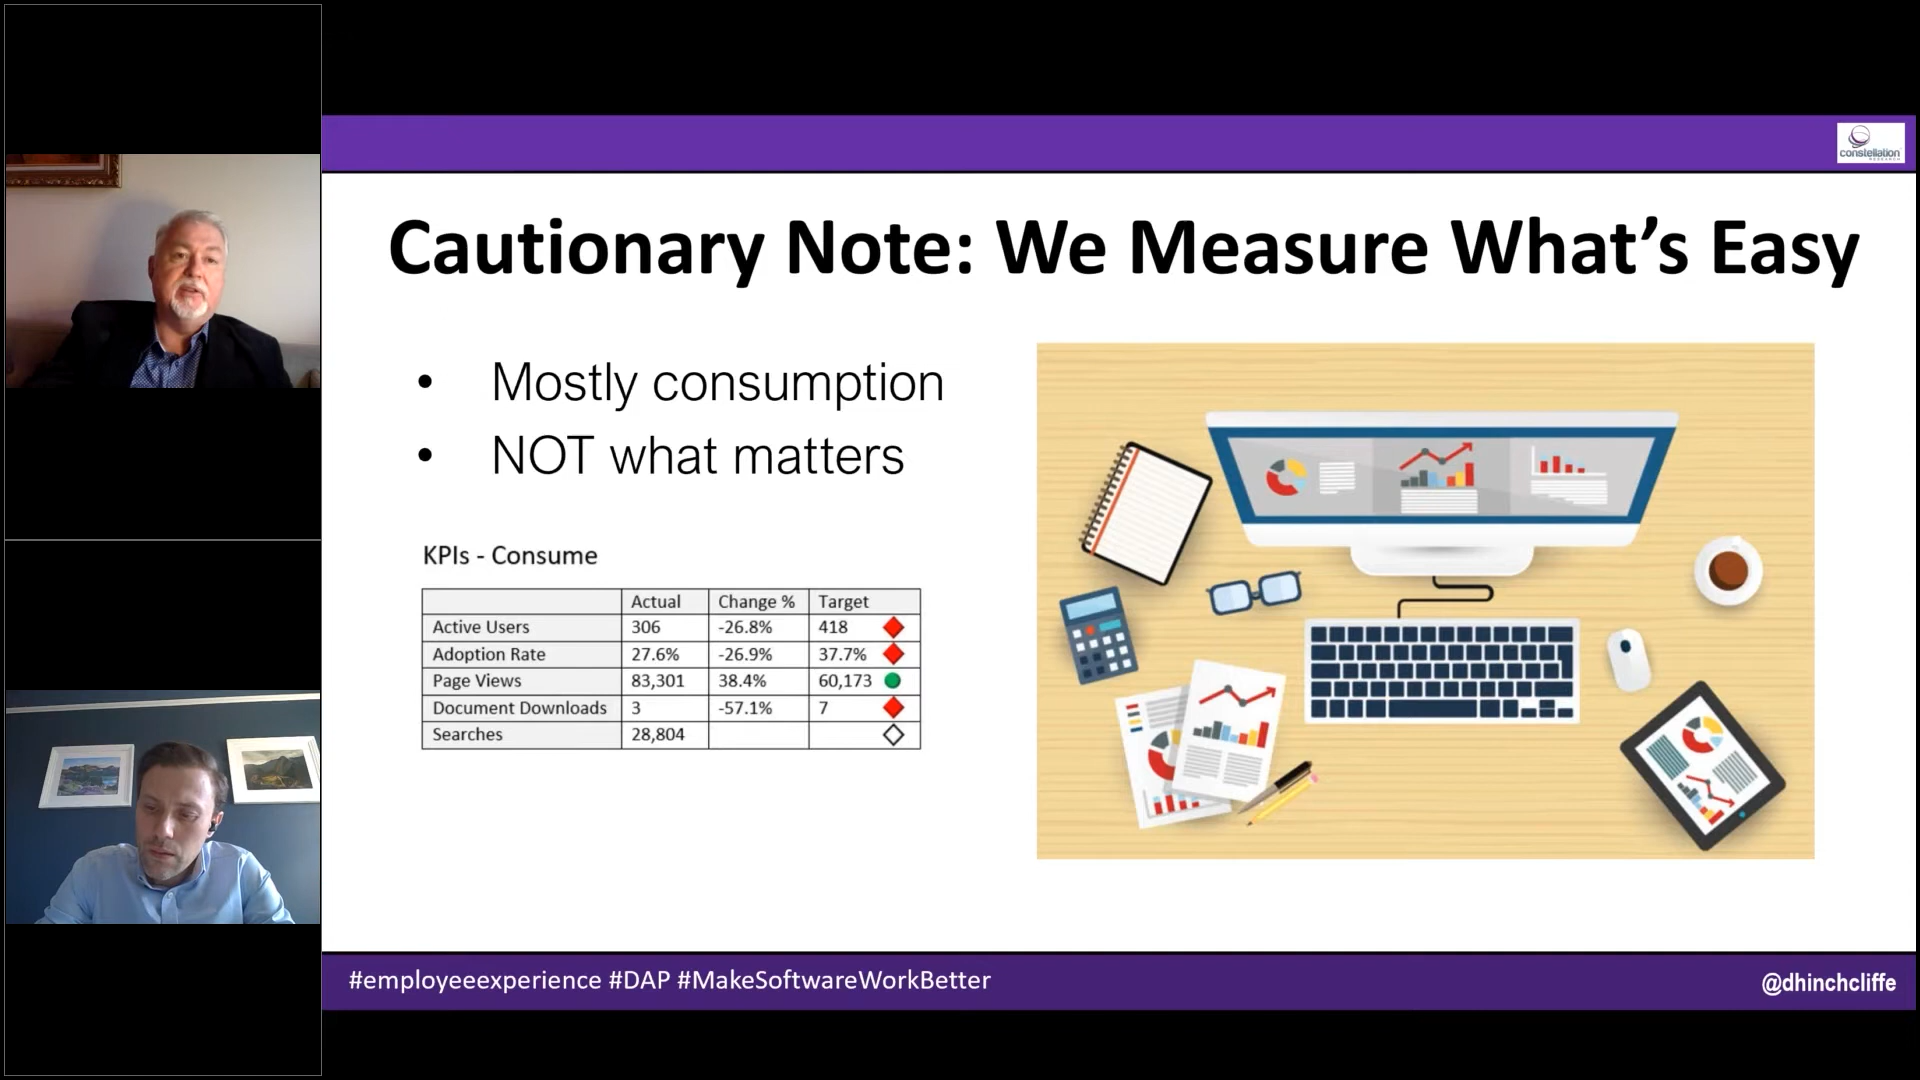 constellation
RESEARCH
Cautionary Note: We Measure What's Easy
• Mostly consumption
• NOT what matters
KPIs - Consume
Actual Change % Target
Active Users 306 -26.8% 418
Adoption Rate 27.6% -26.9% 37.7%
Page Views 83,301 38.4% 60,173
Document Downloads 3 -57.1% 7
Searches 28,804
#employeeexperience #DAP #MakeSoftwareWorkBetter
@dhinchcliffe